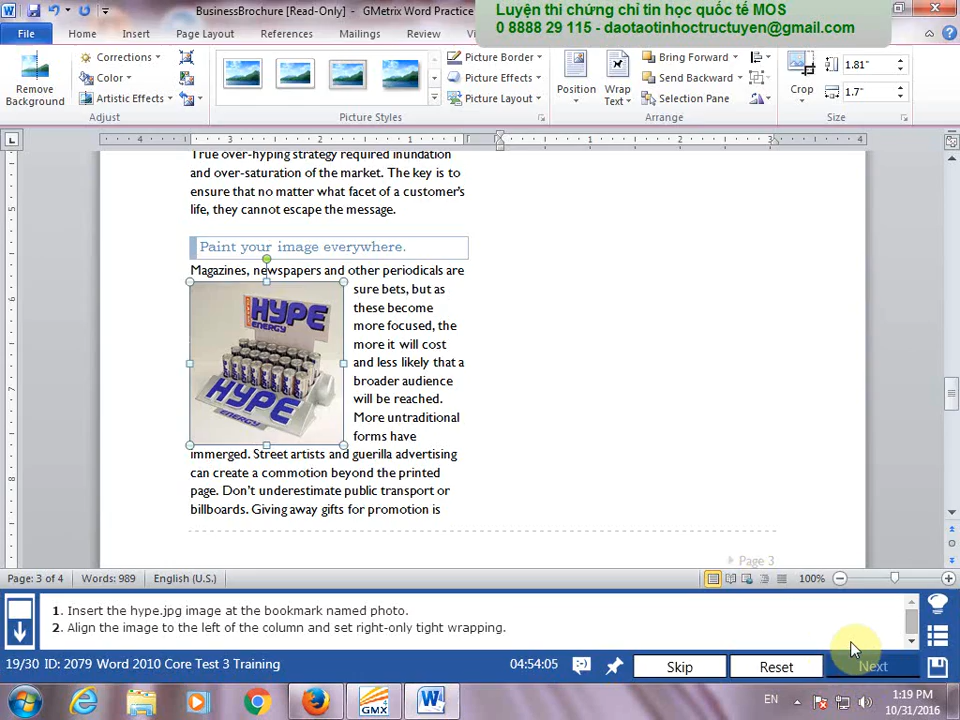 BusinessBrochure [Read-Only] - GMetrix Word Practice
Luyện thi chứng chỉ tin học quốc tế MOS
0 8888 29 115 - daotaotinhoctructuyen@gmail.com
File Home Insert Page Layout References Mailings Review
Corrections
Color
Artistic Effects
Remove
Background
Adjust
Picture Styles
Picture Border
Picture Effects
Picture Layout
Position
Wrap
Text
Bring Forward
Send Backward
Selection Pane
Arrange
Crop
1.81"
1.7"
Size
True over-hyping strategy required inundation
and over-saturation of the market. The key is to
ensure that no matter what facet of a customer's
life, they cannot escape the message.
Paint your image everywhere.
Magazines, newspapers and other periodicals are
sure bets, but as
these become
more focused, the
more it will cost
and less likely that a
broader audience
will be reached.
More untraditional
forms have
immerged. Street artists and guerilla advertising
can create a commotion beyond the printed
page. Don't underestimate public transport or
billboards. Giving away gifts for promotion is
HYPE
ENERGY
HYPE
ENERGY
Page 3
Page: 3 of 4 Words: 989 English (U.S.) 100%
1. Insert the hype.jpg image at the bookmark named photo.
2. Align the image to the left of the column and set right-only tight wrapping.
19/30 ID: 2079 Word 2010 Core Test 3 Training 04:54:05 Skip Reset Next
GMX
EN 1:19 PM
10/31/2016